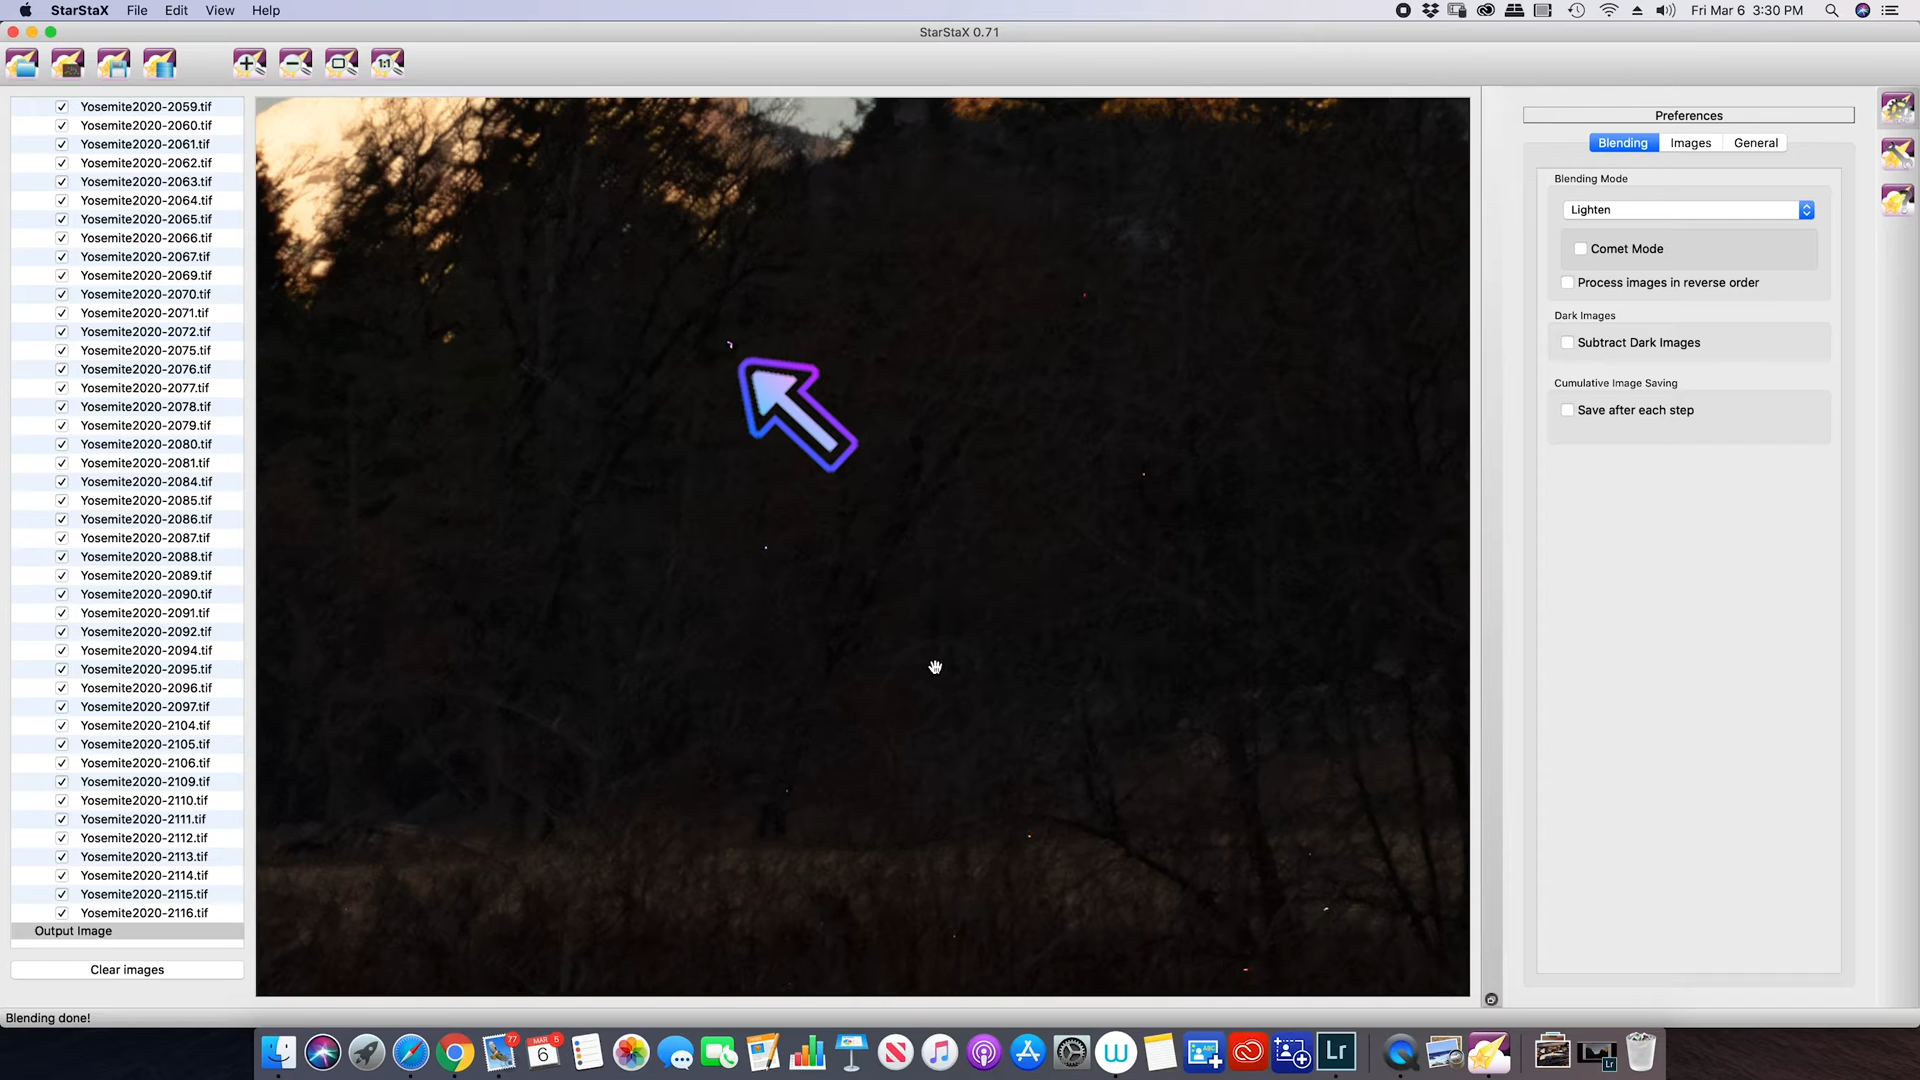 StarStaX File Edit View Help
Fri Mar 6 3:30 PM
StarStaX 0.71
1:1
Yosemite2020-2059.tif
Yosemite2020-2060.tif
Yosemite2020-2061.tif
Yosemite2020-2062.tif
Yosemite2020-2063.tif
Yosemite2020-2064.tif
Yosemite2020-2065.tif
Yosemite2020-2066.tif
Yosemite2020-2067.tif
Yosemite2020-2069.tif
Yosemite2020-2070.tif
Yosemite2020-2071.tif
Yosemite2020-2072.tif
Yosemite2020-2075.tif
Yosemite2020-2076.tif
Yosemite2020-2077.tif
Yosemite2020-2078.tif
Yosemite2020-2079.tif
Yosemite2020-2080.tif
Yosemite2020-2081.tif
Yosemite2020-2084.tif
Yosemite2020-2085.tif
Yosemite2020-2086.tif
Yosemite2020-2087.tif
Yosemite2020-2088.tif
Yosemite2020-2089.tif
Yosemite2020-2090.tif
Yosemite2020-2091.tif
Yosemite2020-2092.tif
Yosemite2020-2094.tif
Yosemite2020-2095.tif
Yosemite2020-2096.tif
Yosemite2020-2097.tif
Yosemite2020-2104.tif
Yosemite2020-2105.tif
Yosemite2020-2106.tif
Yosemite2020-2109.tif
Yosemite2020-2110.tif
Yosemite2020-2111.tif
Yosemite2020-2112.tif
Yosemite2020-2113.tif
Yosemite2020-2114.tif
Yosemite2020-2115.tif
Yosemite2020-2116.tif
Output Image
Clear images
Blending done!
Preferences
Blending Images General
Blending Mode
Lighten
Comet Mode
Process images in reverse order
Dark Images
Subtract Dark Images
Cumulative Image Saving
Save after each step
77
MAR 5
6
W
ABC
Lr
Lr